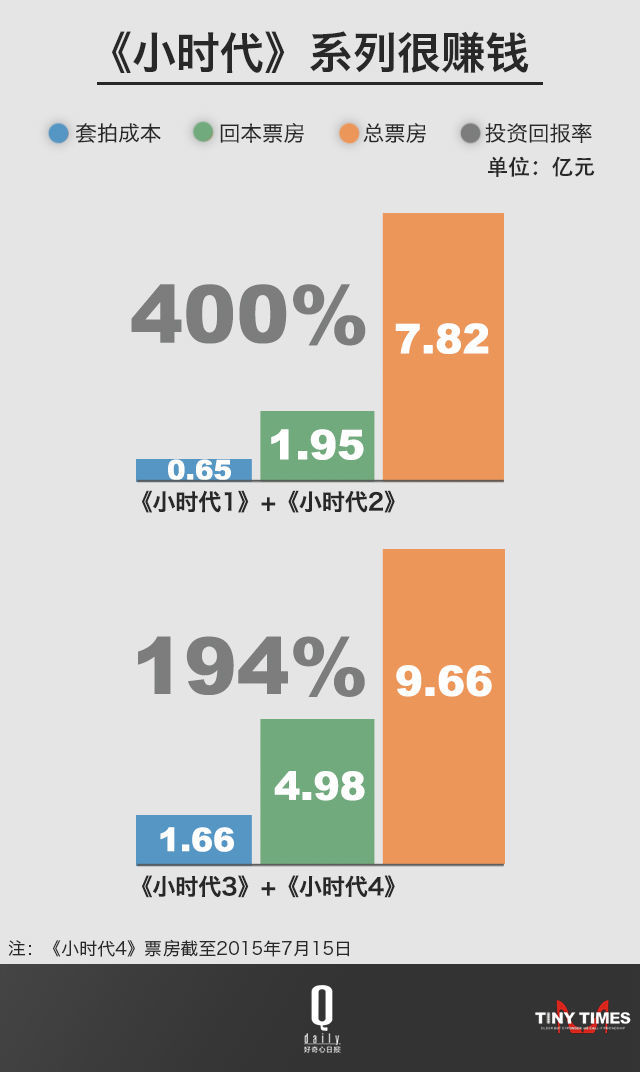 《小时代》系列很赚钱
套拍成本 回本票房 总票房 投资回报率
单位：亿元
400%
7.82
1.95
0.65
《小时代1》+《小时代2》
194%
9.66
4.98
1.66
《小时代3》+《小时代4》
注：《小时代4》票房截至2015年7月15日
Q
daily
好奇心日报
TINY TIMES